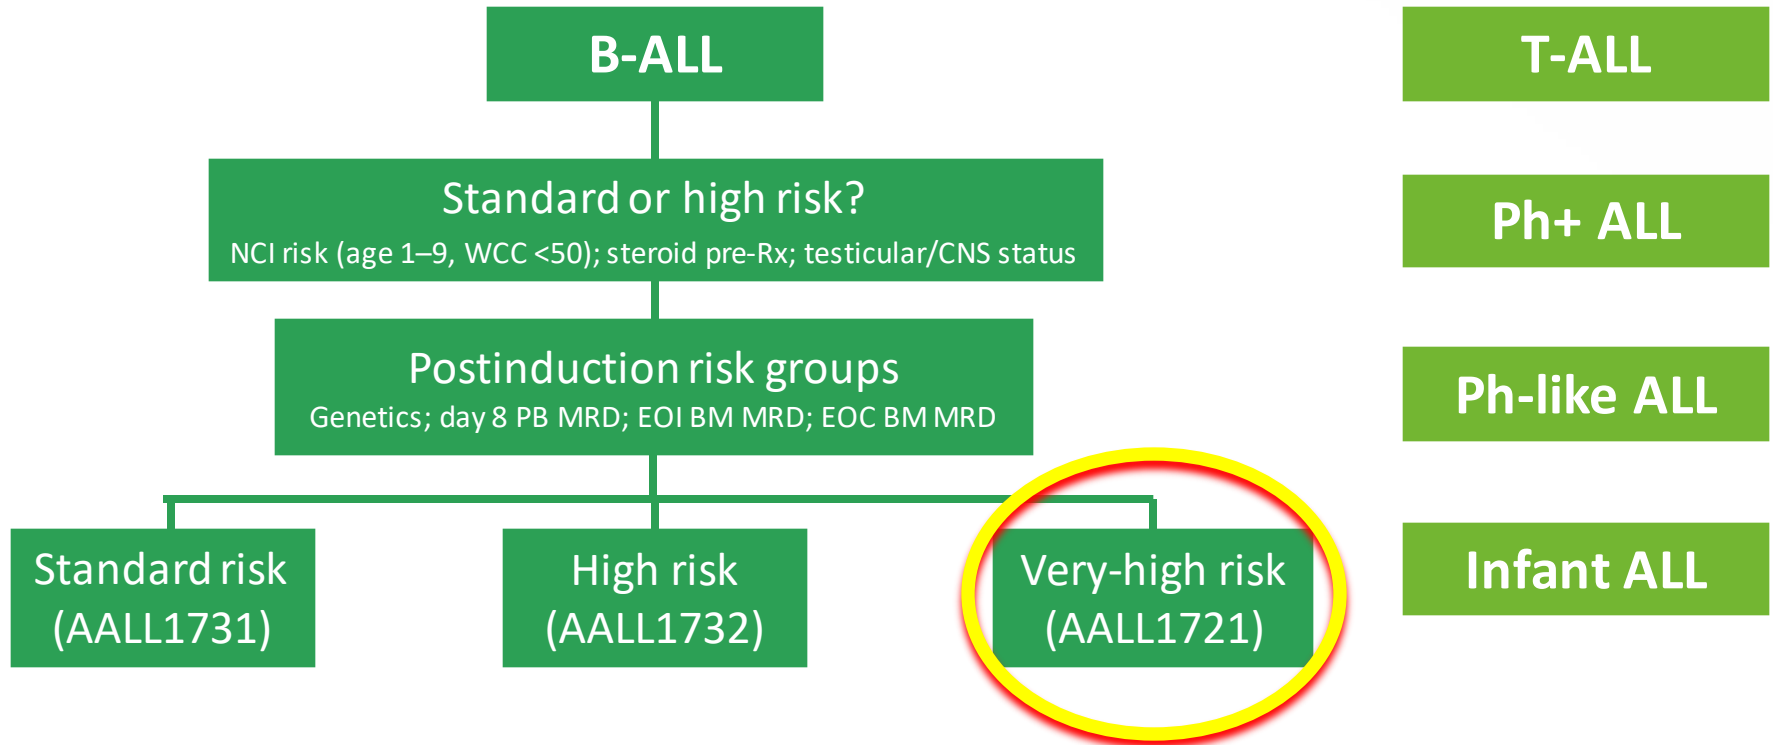 B-ALL
Standard or high risk?
NCI risk (age 1–9, WCC <50); steroid pre-Rx; testicular/CNS status
Postinduction risk groups
Genetics; day 8 PB MRD; EOI BM MRD; EOC BM MRD
Standard risk
(AALL1731)
High risk
(AALL1732)
Very-high risk
(AALL1721)
T-ALL
Ph+ ALL
Ph-like ALL
Infant ALL